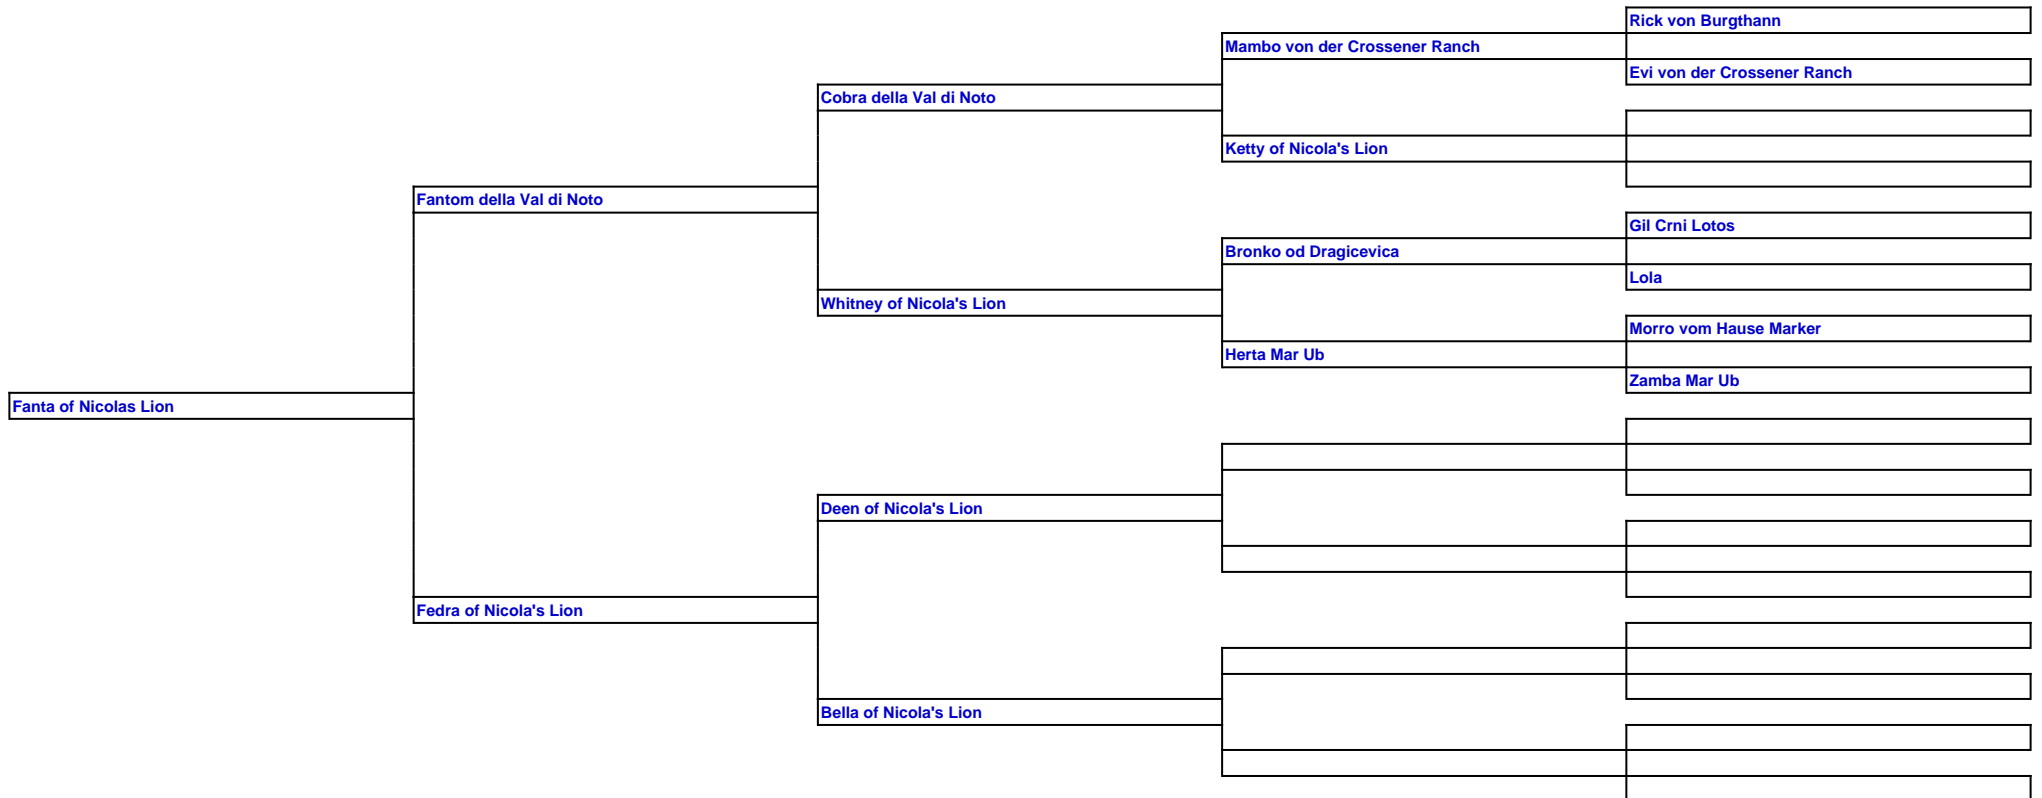 Rick von Burgthann
Mambo von der Crossener Ranch
Evi von der Crossener Ranch
Cobra della Val di Noto
Ketty of Nicola's Lion
Fantom della Val di Noto
Gil Crni Lotos
Bronko od Dragicevica
Lola
Whitney of Nicola's Lion
Morro vom Hause Marker
Herta Mar Ub
Zamba Mar Ub
Fanta of Nicolas Lion
Deen of Nicola's Lion
Fedra of Nicola's Lion
Bella of Nicola's Lion